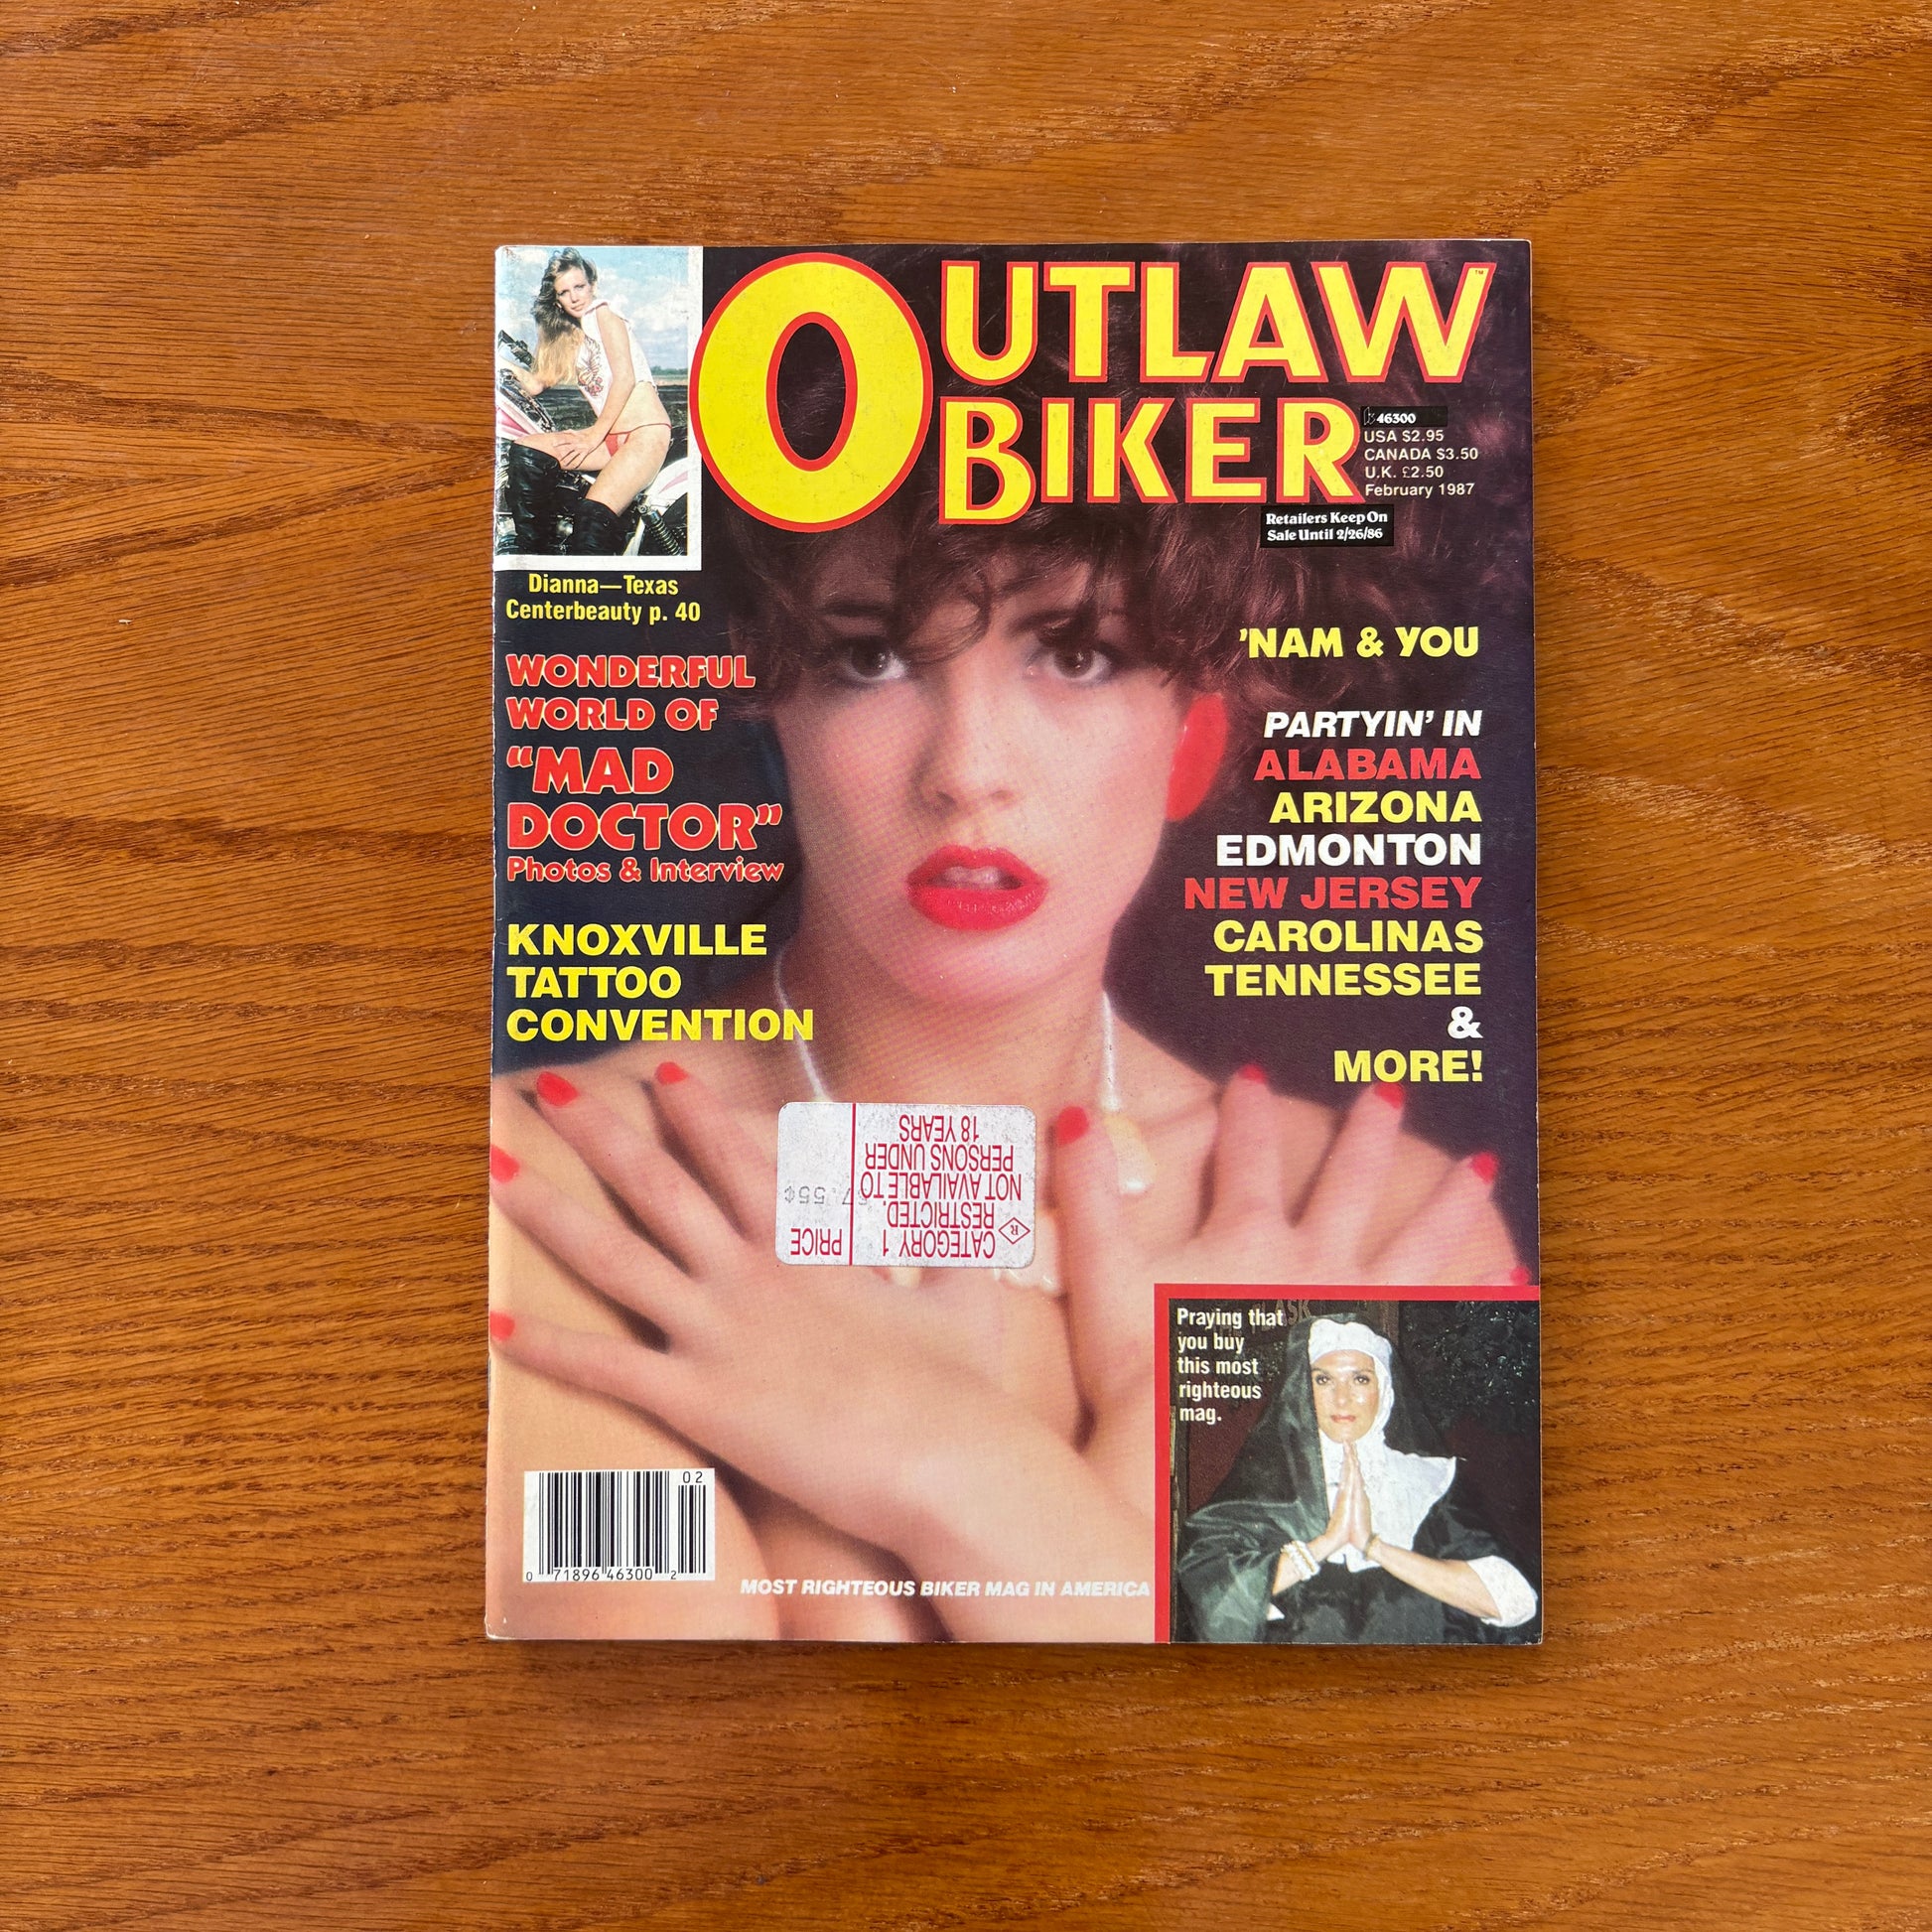 OUTLAW
BIKER
™
46300
USA $2.95
CANADA $3.50
U.K. £2.50
February 1987
Retailers Keep On
Sale Until 2/26/86
Dianna—Texas
Centerbeauty p. 40
WONDERFUL
WORLD OF
"MAD
DOCTOR"
Photos & Interview
KNOXVILLE
TATTOO
CONVENTION
'NAM & YOU
PARTYIN' IN
ALABAMA
ARIZONA
EDMONTON
NEW JERSEY
CAROLINAS
TENNESSEE
&
MORE!
CATEGORY 1
RESTRICTED.
NOT AVAILABLE TO
PERSONS UNDER
18 YEARS
R
PRICE
Praying that
you buy
this most
righteous
mag.
02
0 71896 46300 2
MOST RIGHTEOUS BIKER MAG IN AMERICA